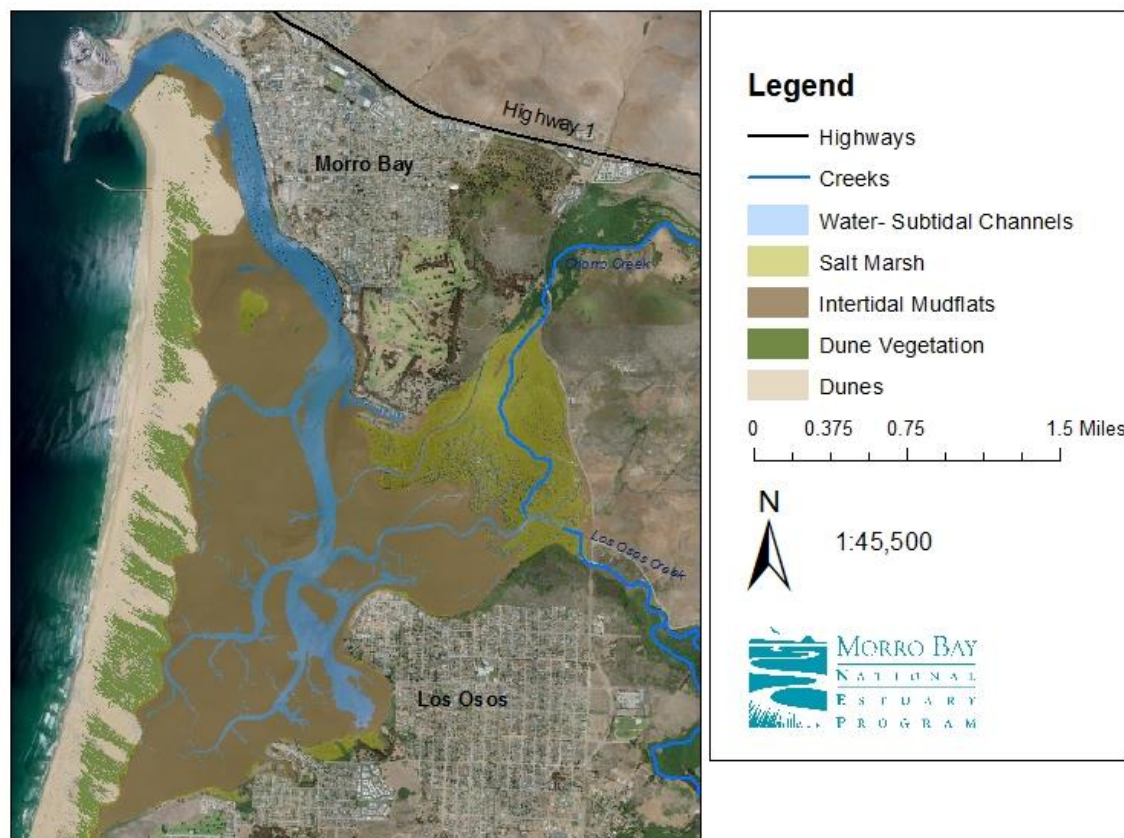 Highway 1
Morro Bay
Chorro Creek
Los Osos Creek
Los Osos
Legend
Highways
Creeks
Water- Subtidal Channels
Salt Marsh
Intertidal Mudflats
Dune Vegetation
Dunes
0 0.375 0.75 1.5 Miles
N
1:45,500
MORRO BAY
NATIONAL
ESTUARY
PROGRAM